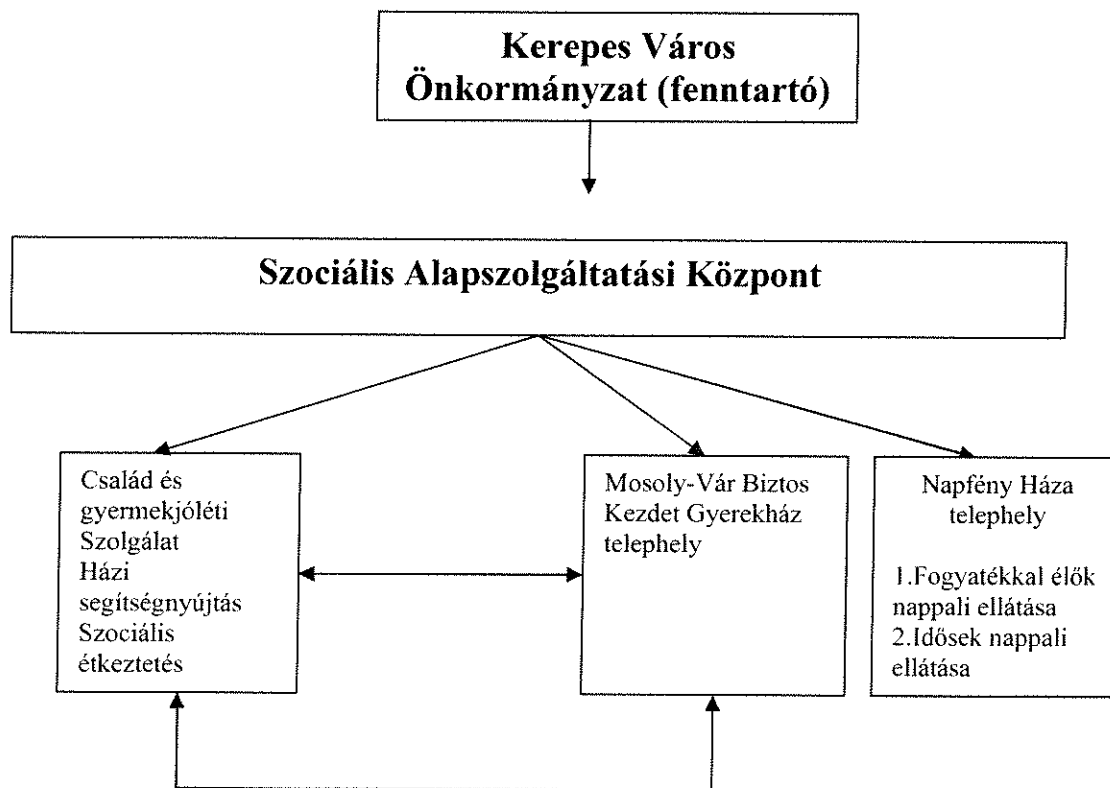 Kerepes Város
Önkormányzat (fenntartó)
Szociális Alapszolgáltatási Központ
Család és
gyermekjóléti
Szolgálat
Házi
segítségnyújtás
Szociális
étkeztetés
Mosoly-Vár Biztos
Kezdet Gyerekház
telephely
Napfény Háza
telephely
1.Fogyatékkal élők
nappali ellátása
2.Idősek nappali
ellátása